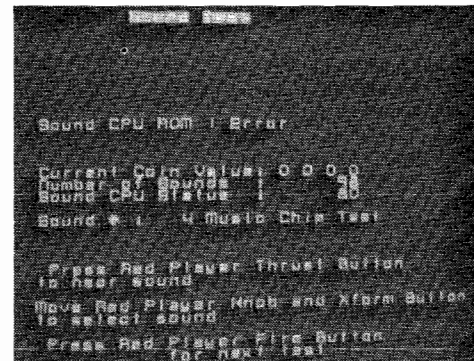 Sound Test
Sound CPU ROM 1 Error
Current Coin Value: 0 0 0 0
Number of Sounds :
Sound CPU Status :
Sound # : 4 Music Chip Test
Press Red Player Thrust Button
to hear sound
Move Red Player Knob and Xform Button
to select sound
Press Red Player Fire Button
for next test